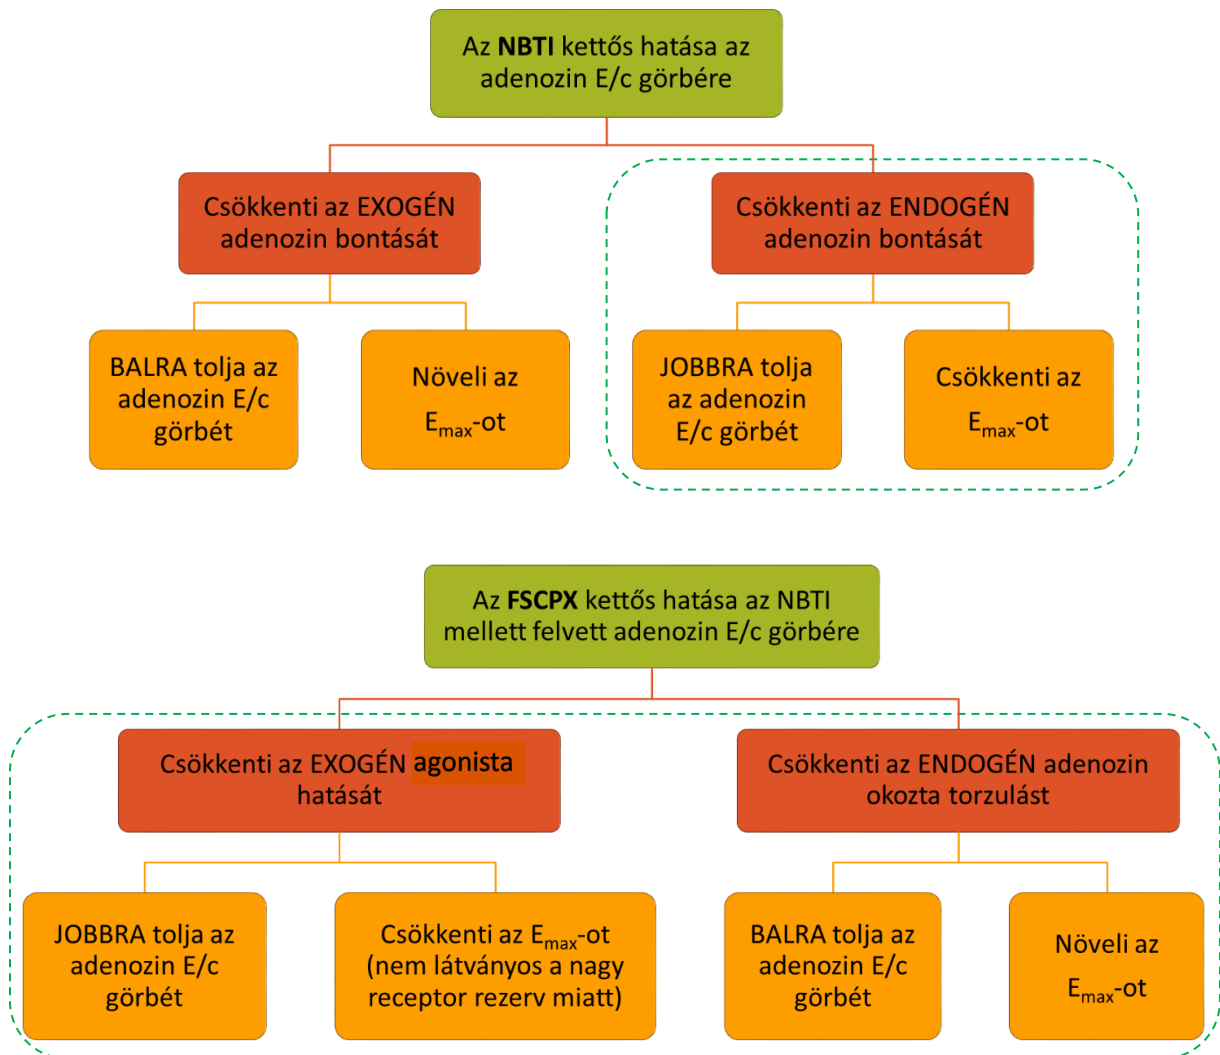 Az NBTI kettős hatása az
adenozin E/c görbére
Csökkenti az EXOGÉN
adenozin bontását
Csökkenti az ENDOGÉN
adenozin bontását
BALRA tolja az
adenozin E/c
görbét
Növeli az
Emax-ot
JOBBRA tolja
az adenozin
E/c görbét
Csökkenti az
Emax-ot
Az FSCPX kettős hatása az NBTI
mellett felvett adenozin E/c görbére
Csökkenti az EXOGÉN agonista
hatását
Csökkenti az ENDOGÉN adenozin
okozta torzulást
JOBBRA tolja az
adenozin E/c
görbét
Csökkenti az Emax-ot
(nem látványos a nagy
receptor rezerv miatt)
BALRA tolja az
adenozin E/c
görbét
Növeli az
Emax-ot